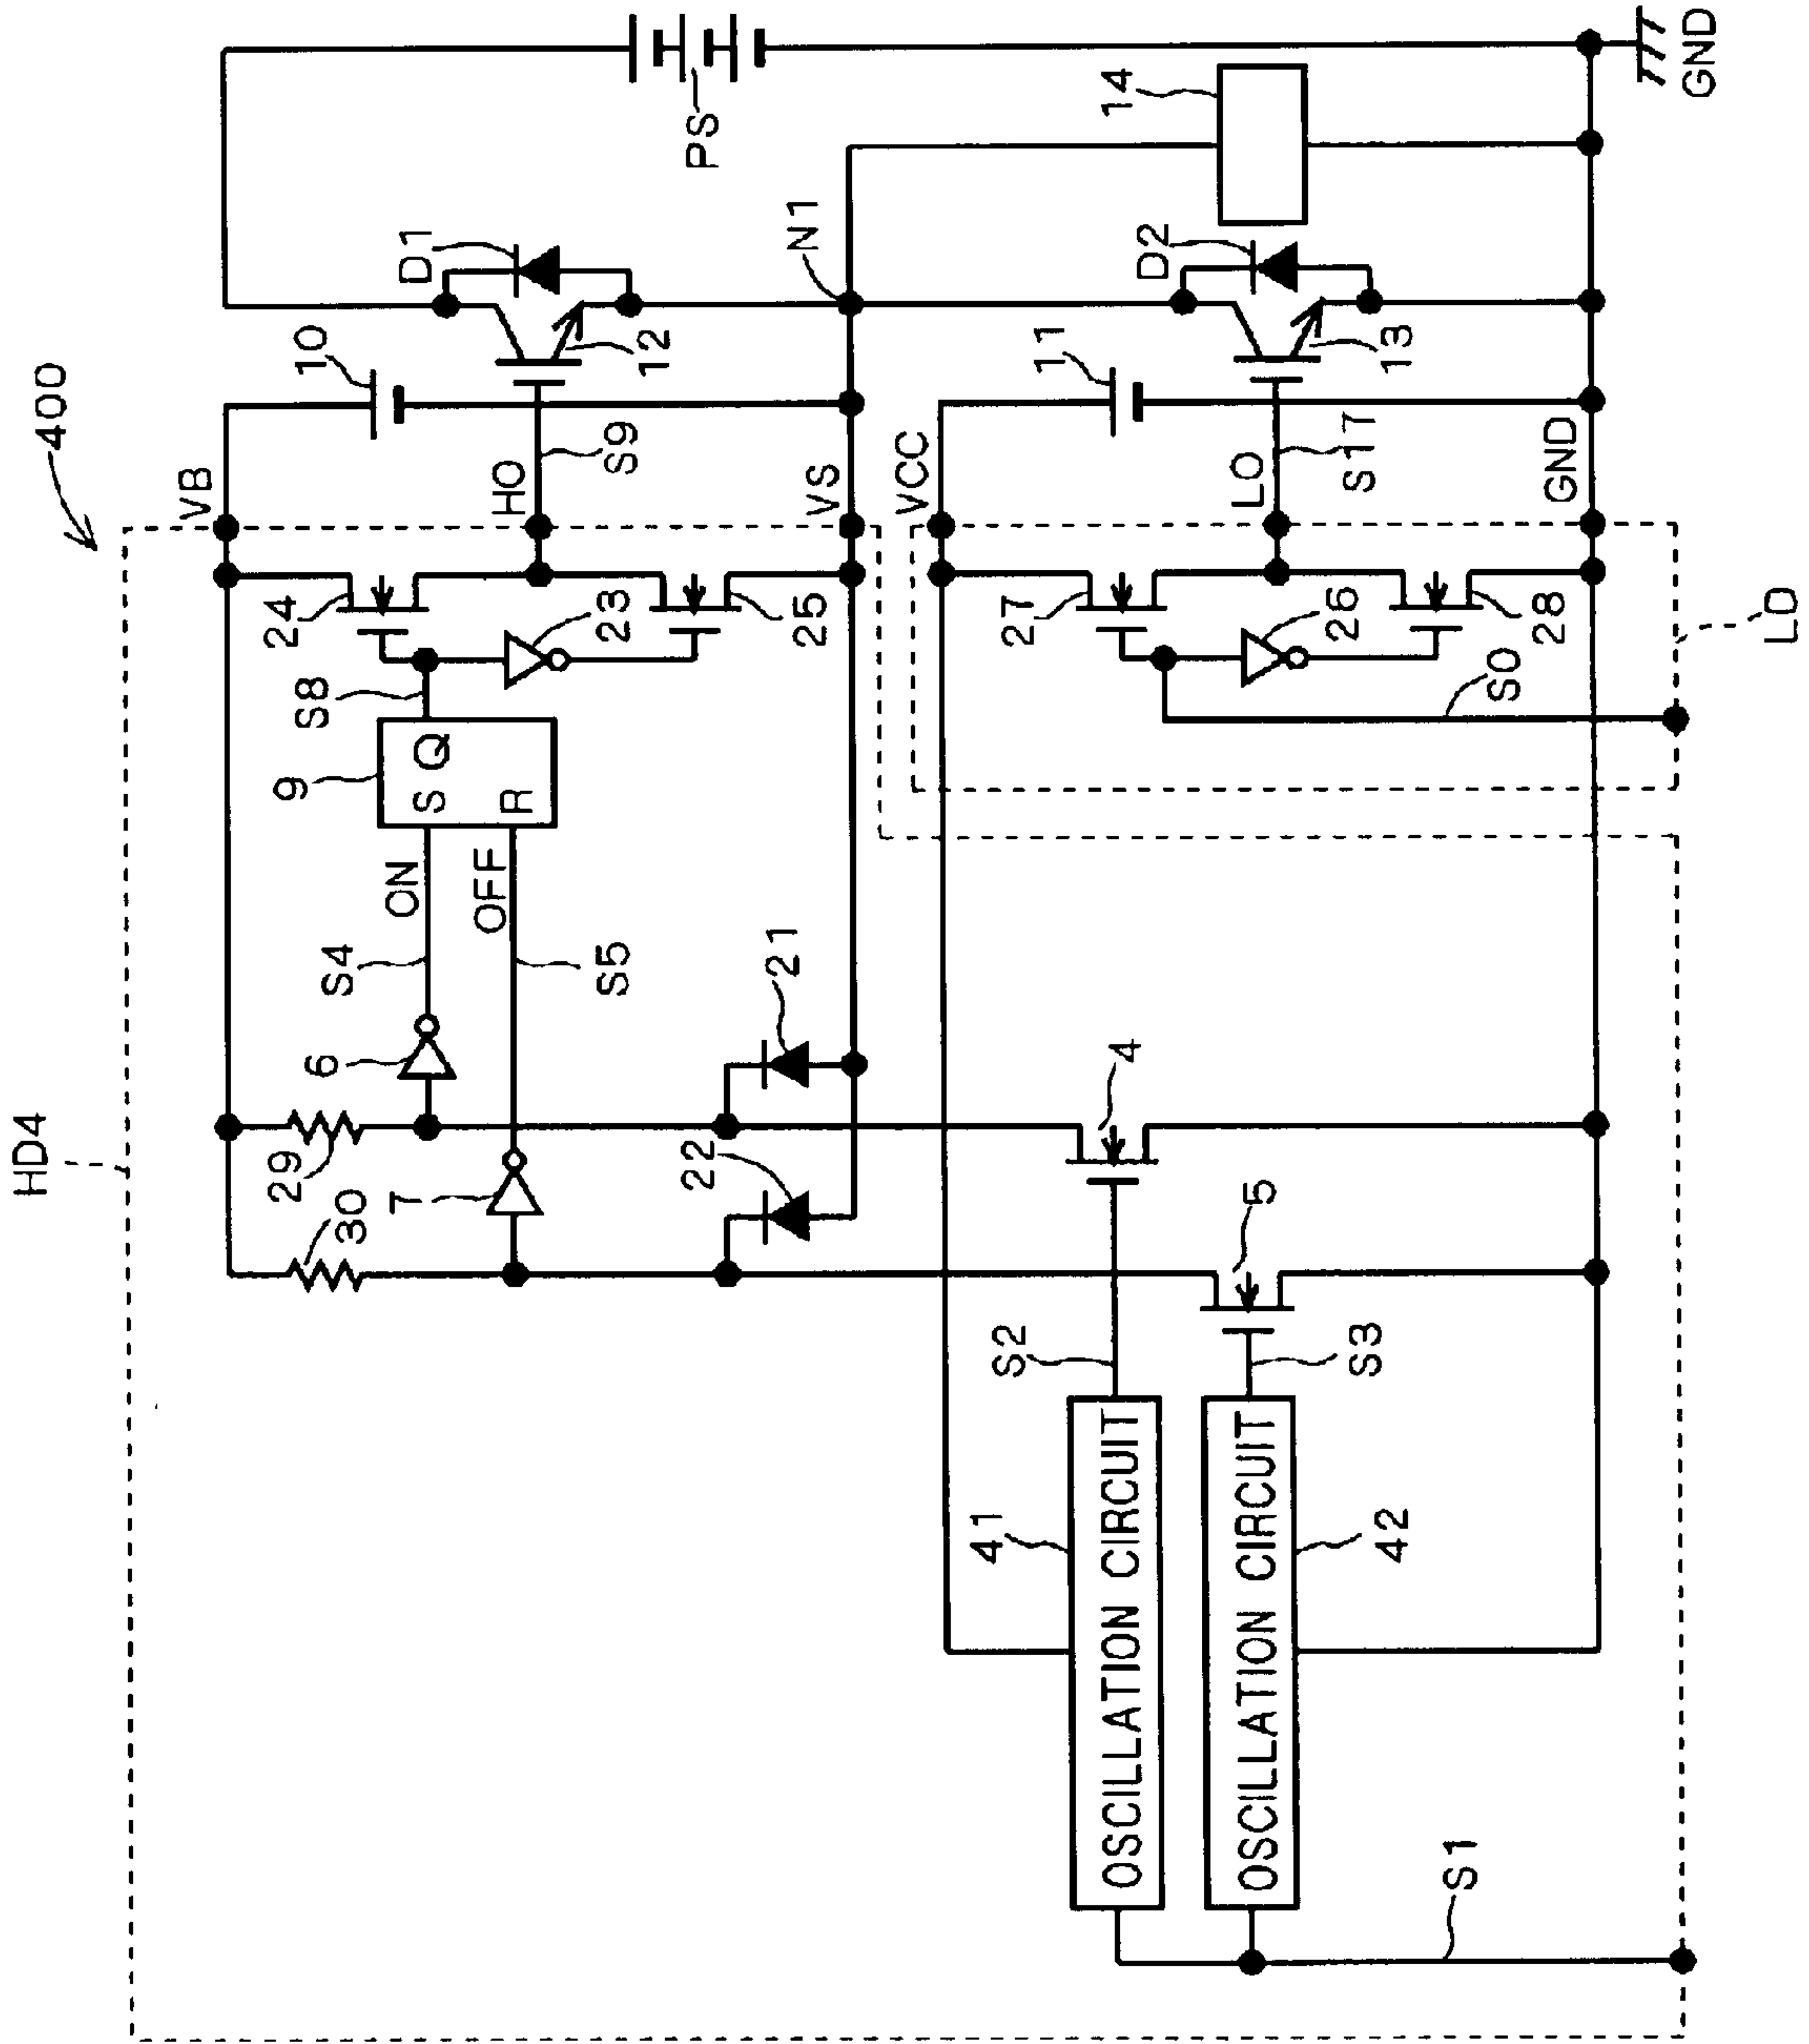 400
HD4
VB
10
D1
PS
24
S8
23
HO
S9
12
9
S Q
R
ON
OFF
S4
S5
6
29
30
7
25
VS
N1
21
22
VCC
11
D2
14
27
26
LO
S17
13
28
GND
GND
S0
LD
4
5
S2
S3
41
OSCILLATION CIRCUIT
OSCILLATION CIRCUIT
42
S1